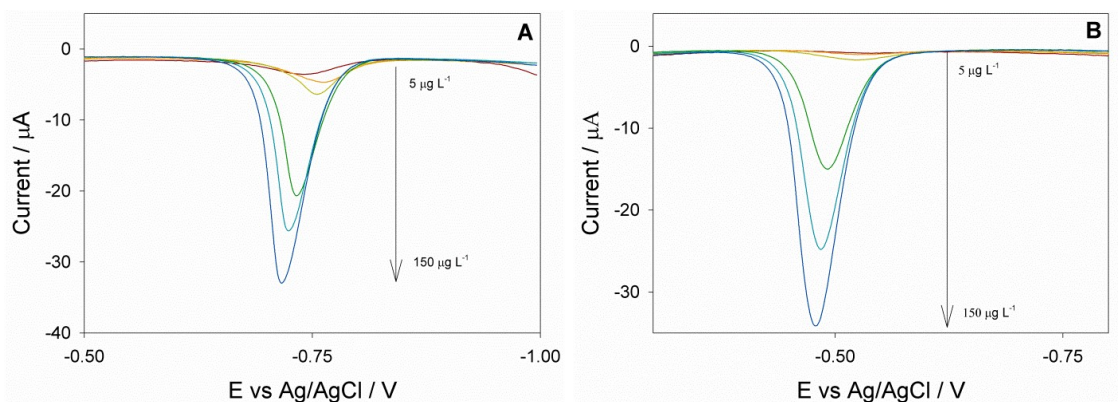 A
0
-10
-20
-30
-40
Current / μA
5 μg L-1
150 μg L-1
-0.50 -0.75 -1.00
E vs Ag/AgCl / V
B
0
-10
-20
-30
Current / μA
5 μg L-1
150 μg L-1
-0.50 -0.75
E vs Ag/AgCl / V